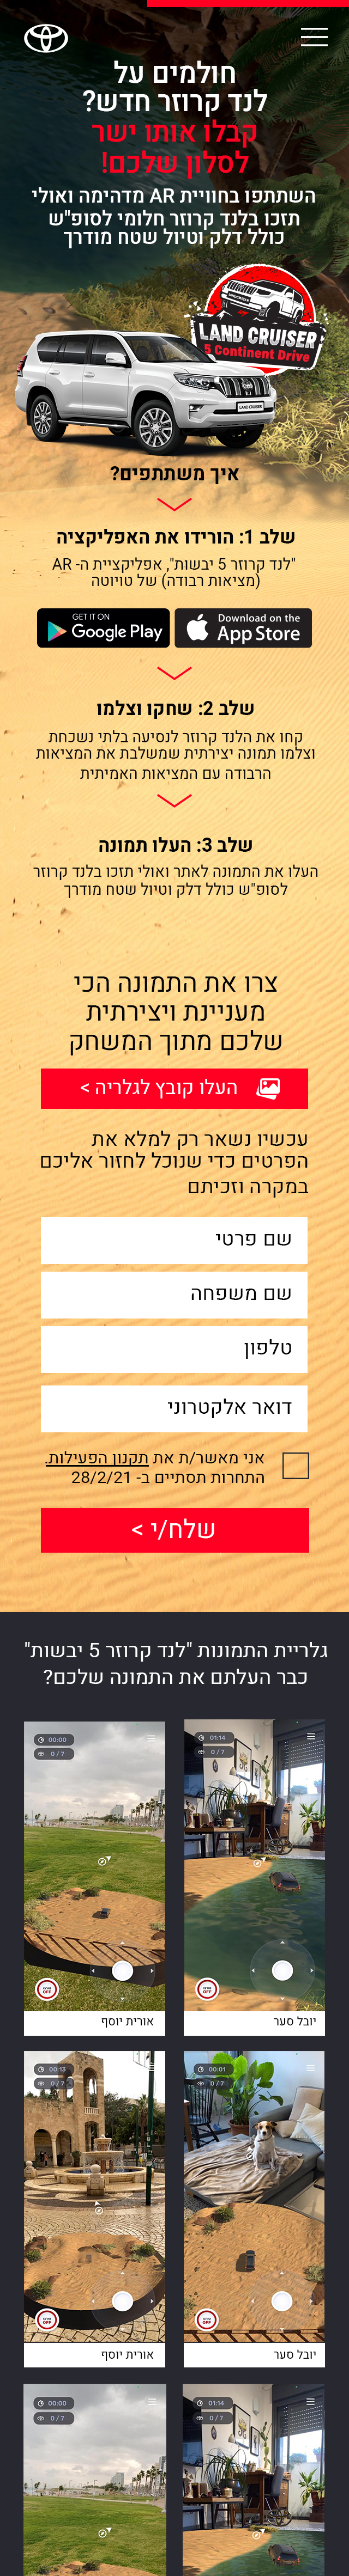 חולמים על
לנד קרוזר חדש?
קבלו אותו ישר
לסלון שלכם!
השתתפו בחוויית AR מדהימה ואולי
תזכו בלנד קרוזר חלומי לסופ"ש
כולל דלק וטיול שטח מודרך
LAND CRUISER
5 Continent Drive
LAND CRUISER
איך משתתפים?
שלב 1: הורידו את האפליקציה
"לנד קרוזר 5 יבשות", אפליקציית ה- AR
(מציאות רבודה) של טויוטה
GET IT ON
Google Play
Download on the
App Store
שלב 2: שחקו וצלמו
קחו את הלנד קרוזר לנסיעה בלתי נשכחת
וצלמו תמונה יצירתית שמשלבת את המציאות
הרבודה עם המציאות האמיתית
שלב 3: העלו תמונה
העלו את התמונה לאתר ואולי תזכו בלנד קרוזר
לסופ"ש כולל דלק וטיול שטח מודרך
צרו את התמונה הכי
מעניינת ויצירתית
שלכם מתוך המשחק
העלו קובץ לגלריה >
עכשיו נשאר רק למלא את
הפרטים כדי שנוכל לחזור אליכם
במקרה וזכיתם
שם פרטי
שם משפחה
טלפון
דואר אלקטרוני
אני מאשר/ת את תקנון הפעילות.
התחרות תסתיים ב- 28/2/21
שלח/י >
גלריית התמונות "לנד קרוזר 5 יבשות"
כבר העלתם את התמונה שלכם?
01:14
0 / 7
יובל סער
00:00
0 / 7
OFF
אורית יוסף
00:01
0 / 7
OFF
יובל סער
00:13
0 / 7
OFF
אורית יוסף
01:14
0 / 7
00:00
0 / 7